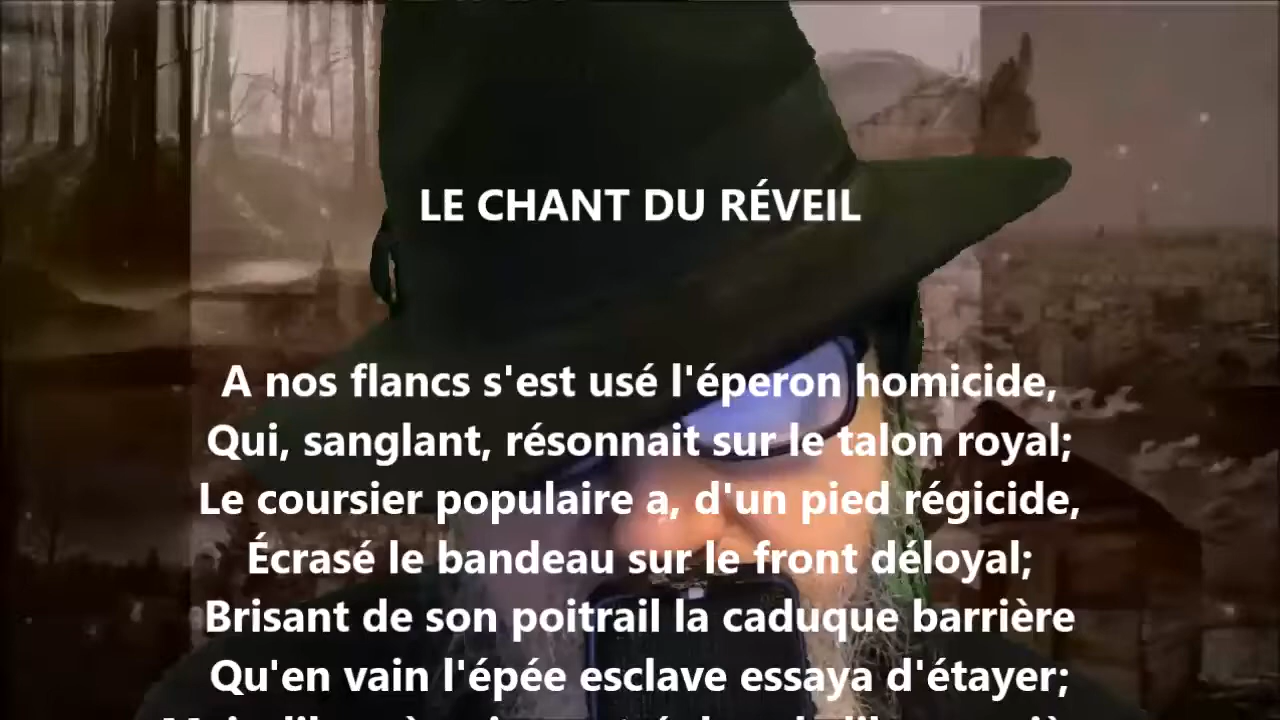 LE CHANT DU RÉVEIL
A nos flancs s'est usé l'éperon homicide,
Qui, sanglant, résonnait sur le talon royal;
Le coursier populaire a, d'un pied régicide,
Écrasé le bandeau sur le front déloyal;
Brisant de son poitrail la caduque barrière
Qu'en vain l'épée esclave essaya d'étayer;